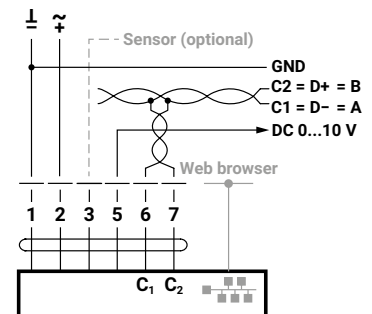 ⊥ ~
– +
Sensor (optional)
GND
C2 = D+ = B
C1 = D− = A
DC 0...10 V
Web browser
1 2 3 5 6 7
C₁ C₂